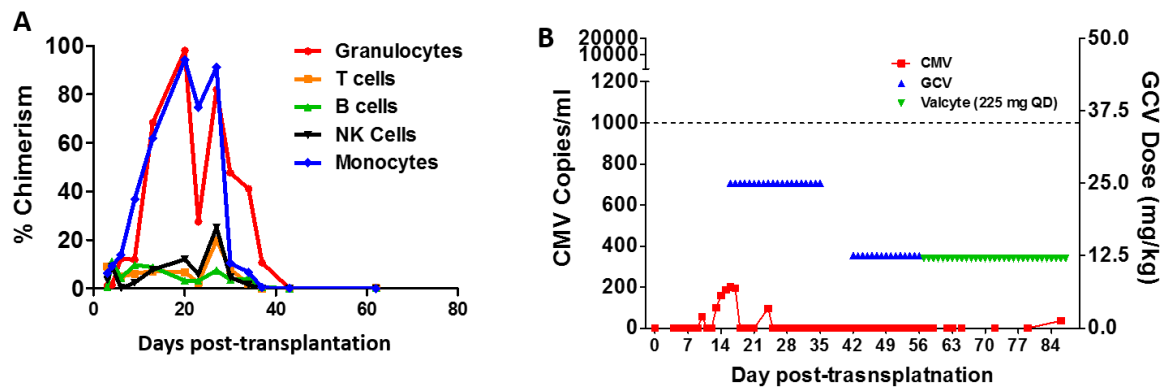 A
% Chimerism
100
80
60
40
20
0
0
20
40
60
80
Days post-transplantation
Granulocytes
T cells
B cells
NK Cells
Monocytes
B
CMV Copies/ml
20000
10000
1200
1000
800
600
400
200
0
0
7
14
21
28
35
42
49
56
63
70
77
84
Day post-trasnsplatnation
CMV
GCV
Valcyte (225 mg QD)
50.0
37.5
25.0
12.5
0.0
GCV Dose (mg/kg)